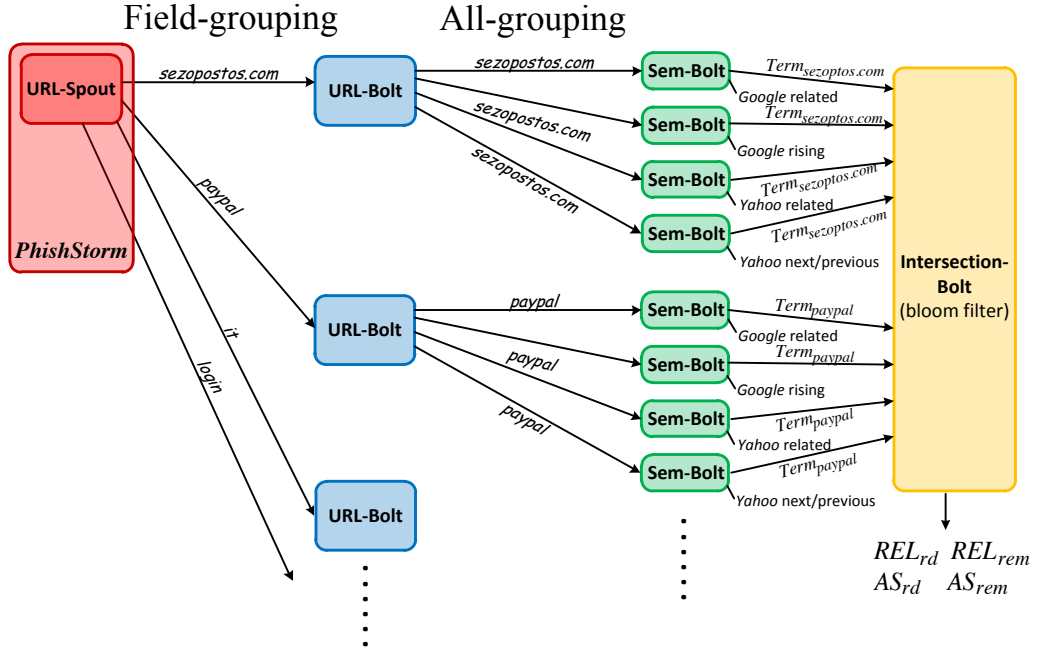 Field-grouping
All-grouping
URL-Spout
PhishStorm
sezopostos.com
paypal
it
login
URL-Bolt
sezopostos.com
sezopostos.com
sezopostos.com
Sem-Bolt
Google related
Sem-Bolt
Google rising
Sem-Bolt
Yahoo related
Sem-Bolt
Yahoo next/previous
Term_sezoptos.com
Term_sezoptos.com
Term_sezoptos.com
Term_sezoptos.com
URL-Bolt
paypal
paypal
paypal
Sem-Bolt
Google related
Sem-Bolt
Google rising
Sem-Bolt
Yahoo related
Sem-Bolt
Yahoo next/previous
Term_paypal
Term_paypal
Term_paypal
Term_paypal
URL-Bolt
Intersection-
Bolt
(bloom filter)
REL_rd REL_rem
AS_rd AS_rem